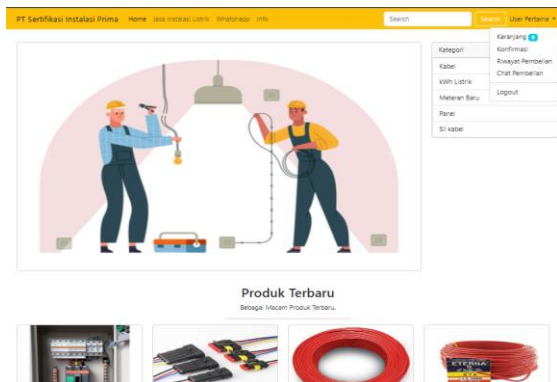 PT Sertifikasi Instalasi Prima Home Jasa Instalasi Listrik Whatshapp Info Search Search User Pertama
Keranjang
Konfirmasi
Riwayat Pembelian
Chat Pembelian
Logout
Kategori
Kabel
kWh Listrik
Meteran Baru
Panel
Sil kabel
Produk Terbaru
Bebagai Macam Produk Terbaru.
ETERNA